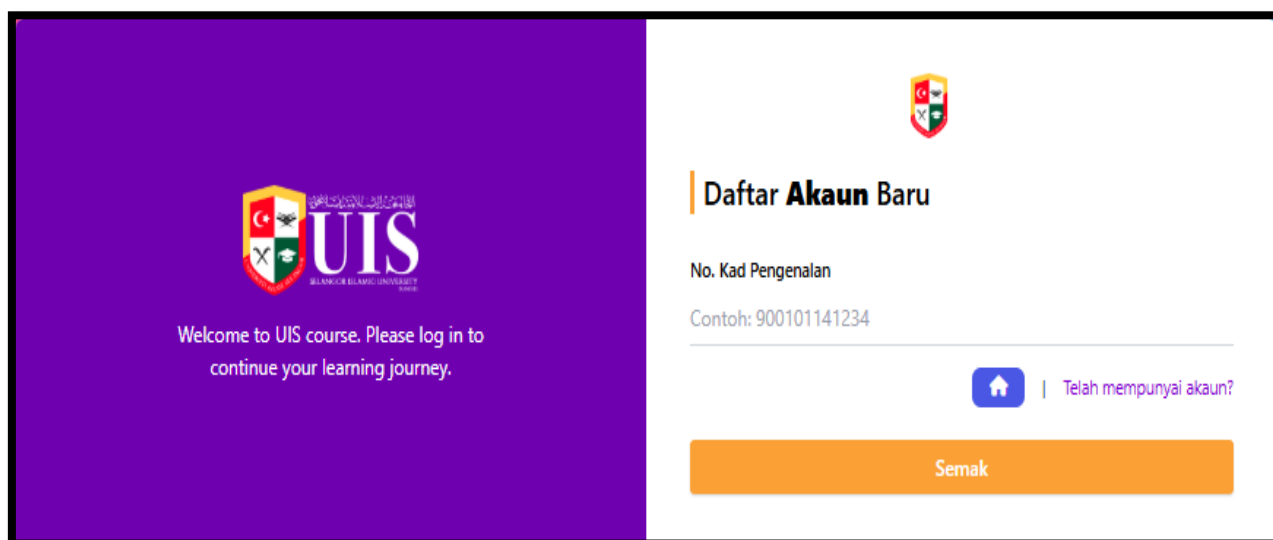 UIS
SELANGOR ISLAMIC UNIVERSITY
Welcome to UIS course. Please log in to
continue your learning journey.
Daftar Akaun Baru
No. Kad Pengenalan
Contoh: 900101141234
| Telah mempunyai akaun?
Semak